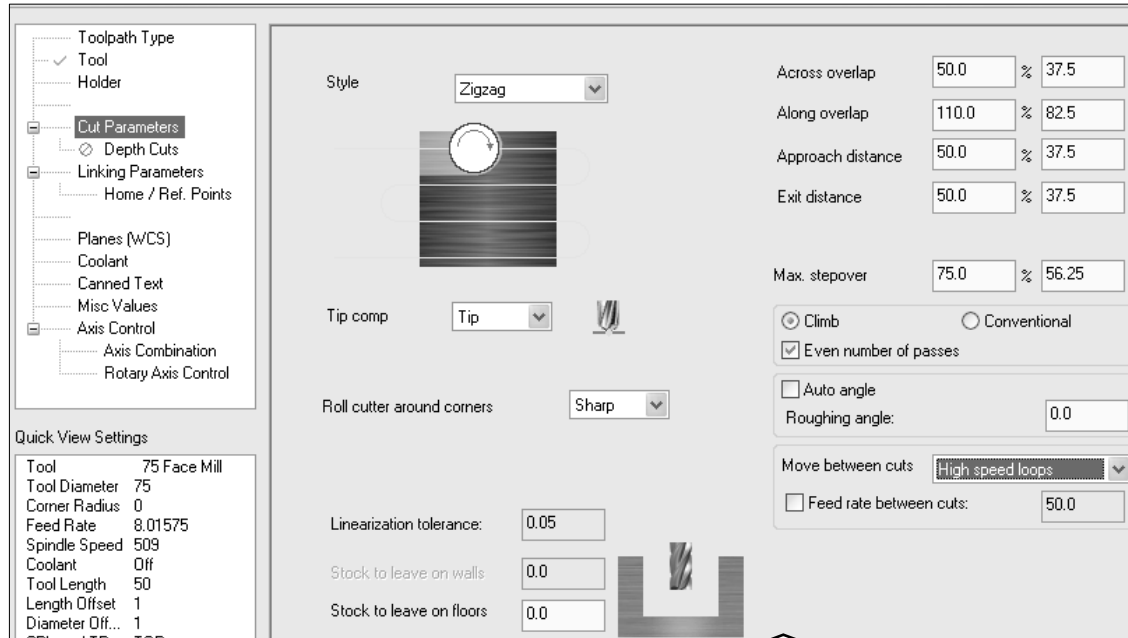 Toolpath Type
Tool
Holder
Cut Parameters
Depth Cuts
Linking Parameters
Home / Ref. Points
Planes (WCS)
Coolant
Canned Text
Misc Values
Axis Control
Axis Combination
Rotary Axis Control
Quick View Settings
Tool 75 Face Mill
Tool Diameter 75
Corner Radius 0
Feed Rate 8.01575
Spindle Speed 509
Coolant Off
Tool Length 50
Length Offset 1
Diameter Off... 1
Style Zigzag
Tip comp Tip
Roll cutter around corners Sharp
Linearization tolerance: 0.05
Stock to leave on walls 0.0
Stock to leave on floors 0.0
Across overlap 50.0 % 37.5
Along overlap 110.0 % 82.5
Approach distance 50.0 % 37.5
Exit distance 50.0 % 37.5
Max. stepover 75.0 % 56.25
Climb Conventional
Even number of passes
Auto angle
Roughing angle: 0.0
Move between cuts High speed loops
Feed rate between cuts: 50.0